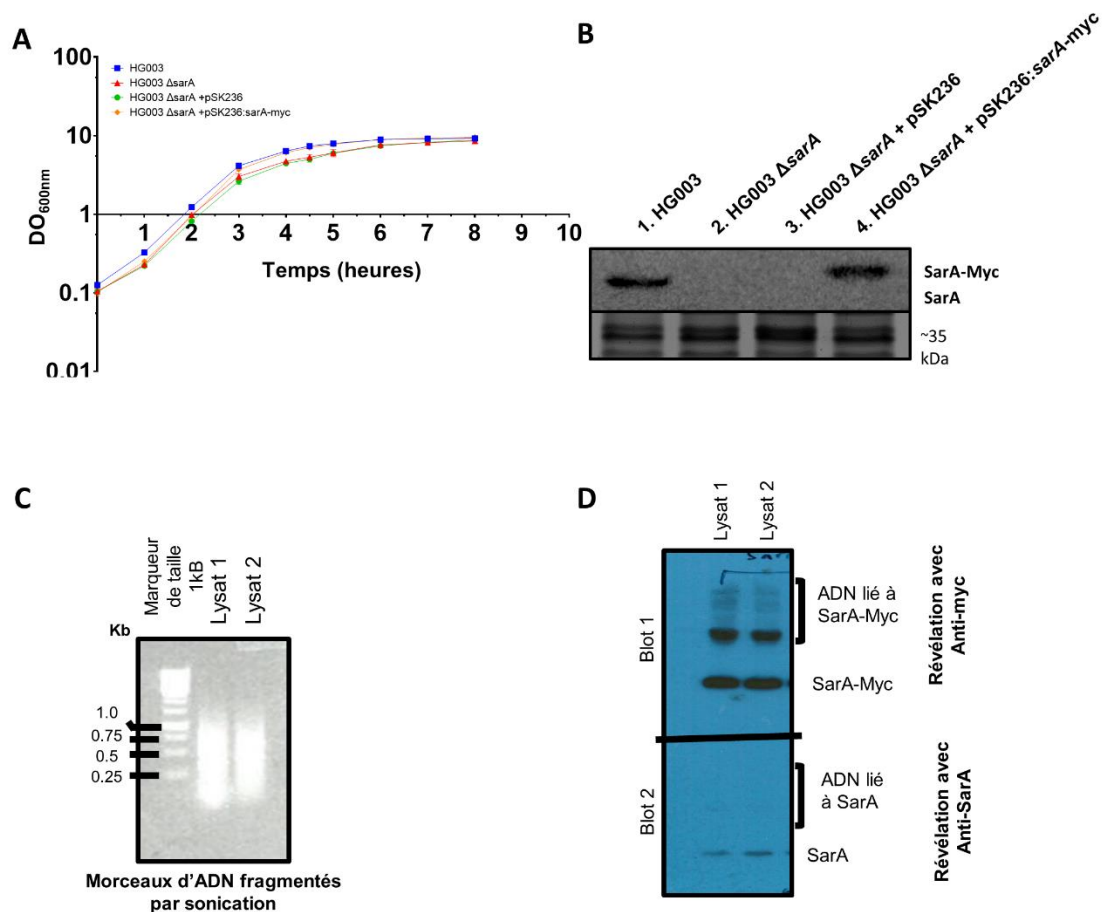 A
100
10
1
0.1
0.01
DO600nm
HG003
HG003 ΔsarA
HG003 ΔsarA +pSK236
HG003 ΔsarA +pSK236:sarA-myc
1 2 3 4 5 6 7 8 9 10
Temps (heures)
B
1. HG003
2. HG003 ΔsarA
3. HG003 ΔsarA + pSK236
4. HG003 ΔsarA + pSK236:sarA-myc
SarA-Myc
SarA
~35
kDa
C
Marqueur
de taille
1kB
Lysat 1
Lysat 2
Kb
1.0
0.75
0.5
0.25
Morceaux d'ADN fragmentés
par sonication
D
Lysat 1
Lysat 2
Blot 1
ADN lié à
SarA-Myc
SarA-Myc
Révélation avec
Anti-myc
Blot 2
ADN lié
à SarA
SarA
Révélation avec
Anti-SarA